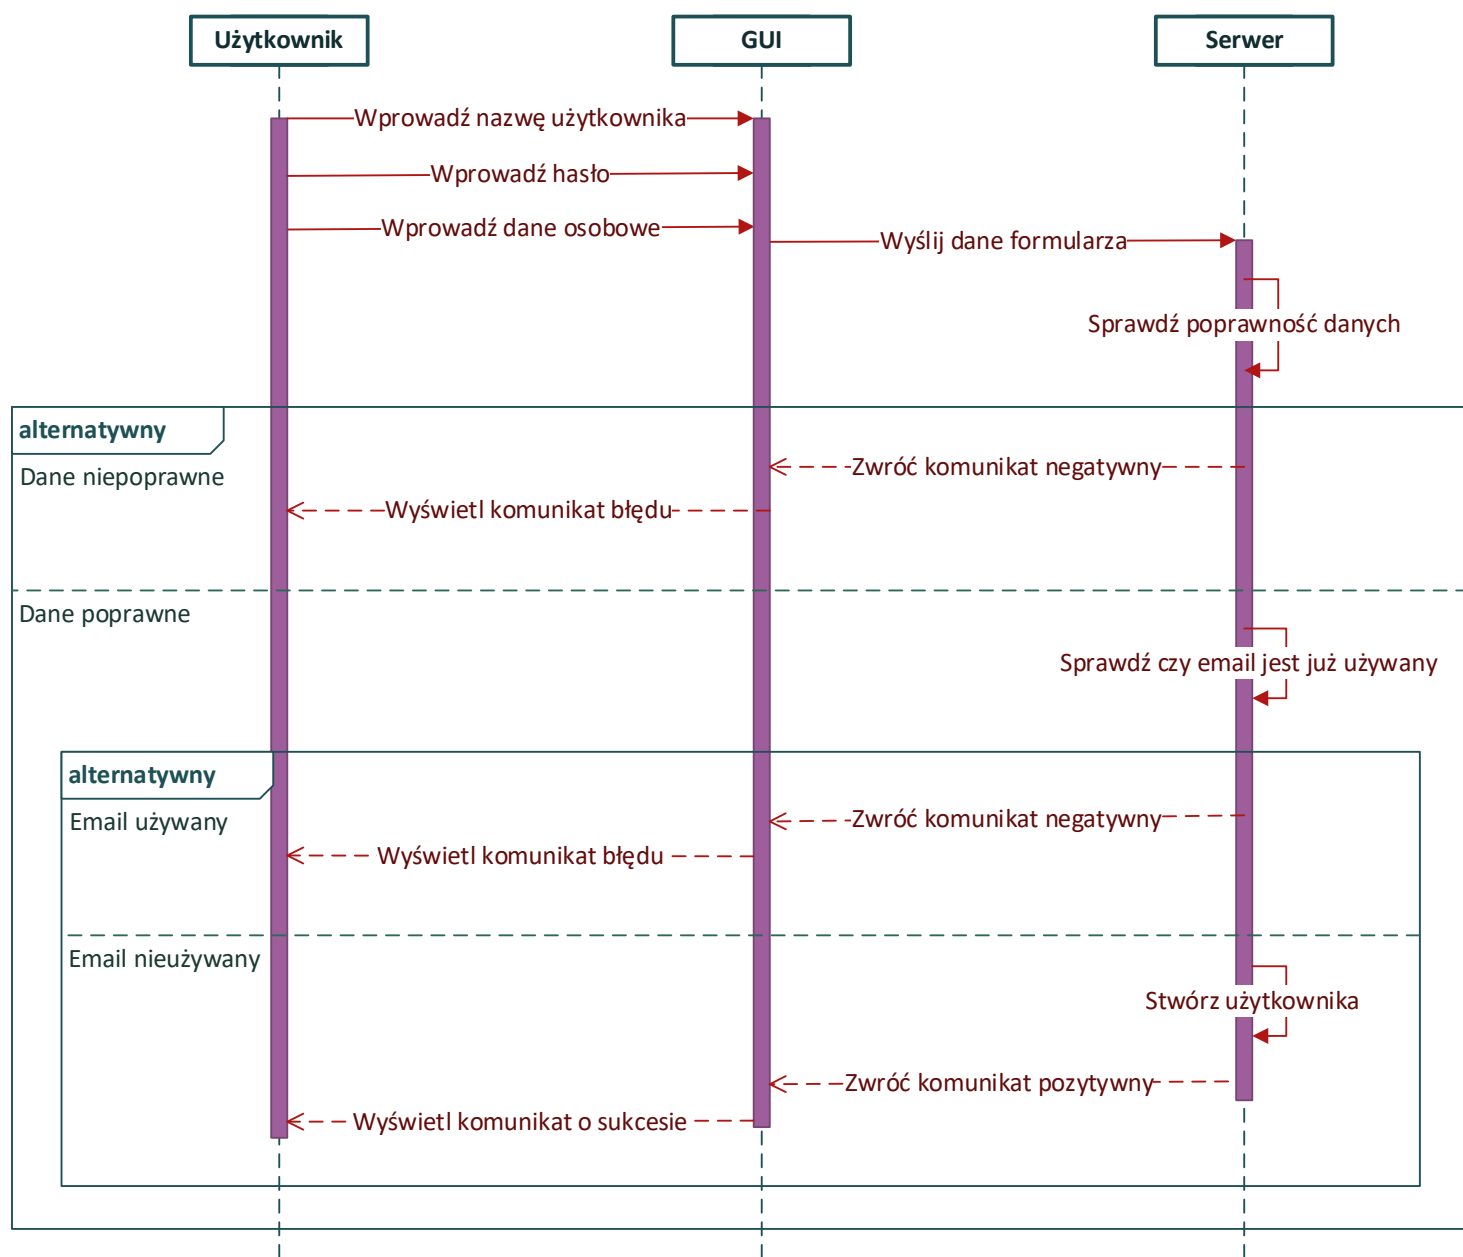 Użytkownik
GUI
Serwer
Wprowadź nazwę użytkownika
Wprowadź hasło
Wprowadź dane osobowe
Wyślij dane formularza
Sprawdź poprawność danych
alternatywny
Dane niepoprawne
Zwróć komunikat negatywny
Wyświetl komunikat błędu
Dane poprawne
Sprawdź czy email jest już używany
alternatywny
Email używany
Zwróć komunikat negatywny
Wyświetl komunikat błędu
Email nieużywany
Stwórz użytkownika
Zwróć komunikat pozytywny
Wyświetl komunikat o sukcesie